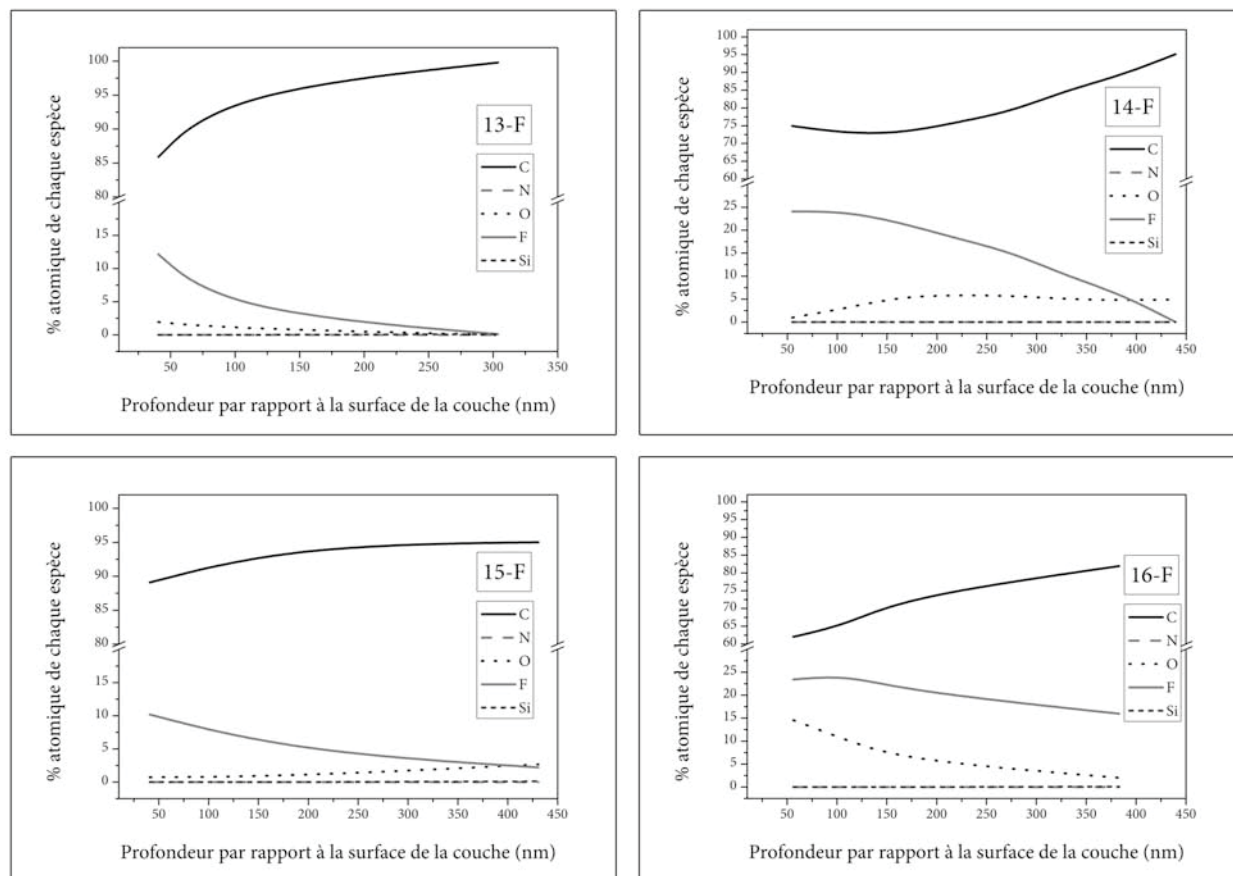 % atomique de chaque espèce
100
95
90
85
80
15
10
5
0
13-F
C
N
O
F
Si
50 100 150 200 250 300 350
Profondeur par rapport à la surface de la couche (nm)
% atomique de chaque espèce
100
95
90
85
80
75
70
65
60
25
20
15
10
5
0
14-F
C
N
O
F
Si
50 100 150 200 250 300 350 400 450
Profondeur par rapport à la surface de la couche (nm)
% atomique de chaque espèce
100
95
90
85
80
15
10
5
0
15-F
C
N
O
F
Si
50 100 150 200 250 300 350 400 450
Profondeur par rapport à la surface de la couche (nm)
% atomique de chaque espèce
100
95
90
85
80
75
70
65
60
25
20
15
10
5
0
16-F
C
N
O
F
Si
50 100 150 200 250 300 350 400 450
Profondeur par rapport à la surface de la couche (nm)